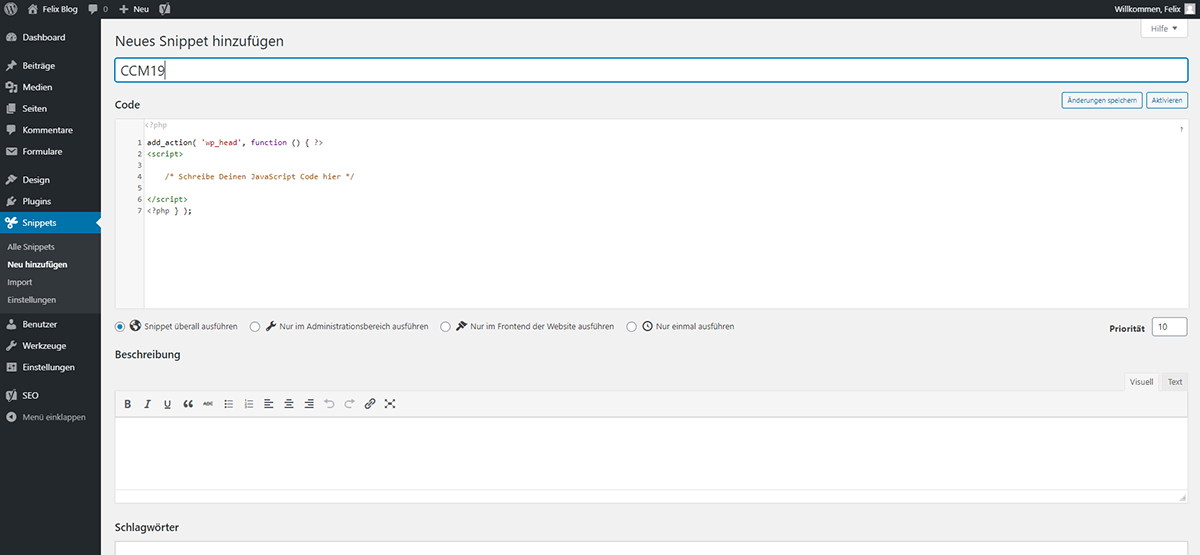 Felix Blog 0 Neu Willkommen, Felix
Hilfe
Dashboard
Beiträge
Medien
Seiten
Kommentare
Formulare
Design
Plugins
Snippets
Alle Snippets
Neu hinzufügen
Import
Einstellungen
Benutzer
Werkzeuge
Einstellungen
SEO
Menü einklappen
Neues Snippet hinzufügen
CCM19
Code
Änderungen speichern Aktivieren
<?php
?
1 add_action( 'wp_head', function () { ?>
2 <script>
3
4 /* Schreibe Deinen JavaScript Code hier */
5
6 </script>
7 <?php } );
Snippet überall ausführen Nur im Administrationsbereich ausführen Nur im Frontend der Website ausführen Nur einmal ausführen Priorität 10
Beschreibung
Visuell Text
B I U ABC
Schlagwörter